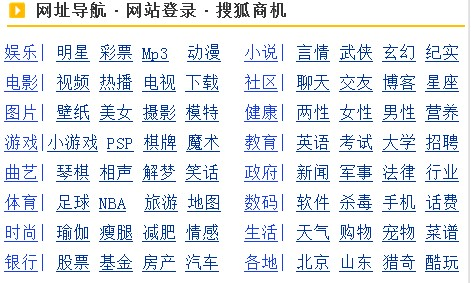 网址导航·网站登录·搜狐商机
娱乐| 明星 彩票 Mp3 动漫 小说| 言情 武侠 玄幻 纪实
电影| 视频 热播 电视 下载 社区| 聊天 交友 博客 星座
图片| 壁纸 美女 摄影 模特 健康| 两性 女性 男性 营养
游戏| 小游戏 PSP 棋牌 魔术 教育| 英语 考试 大学 招聘
曲艺| 琴棋 相声 解梦 笑话 政府| 新闻 军事 法律 行业
体育| 足球 NBA 旅游 地图 数码| 软件 杀毒 手机 话费
时尚| 瑜伽 瘦腿 减肥 情感 生活| 天气 购物 宠物 菜谱
银行| 股票 基金 房产 汽车 各地| 北京 山东 猎奇 酷玩